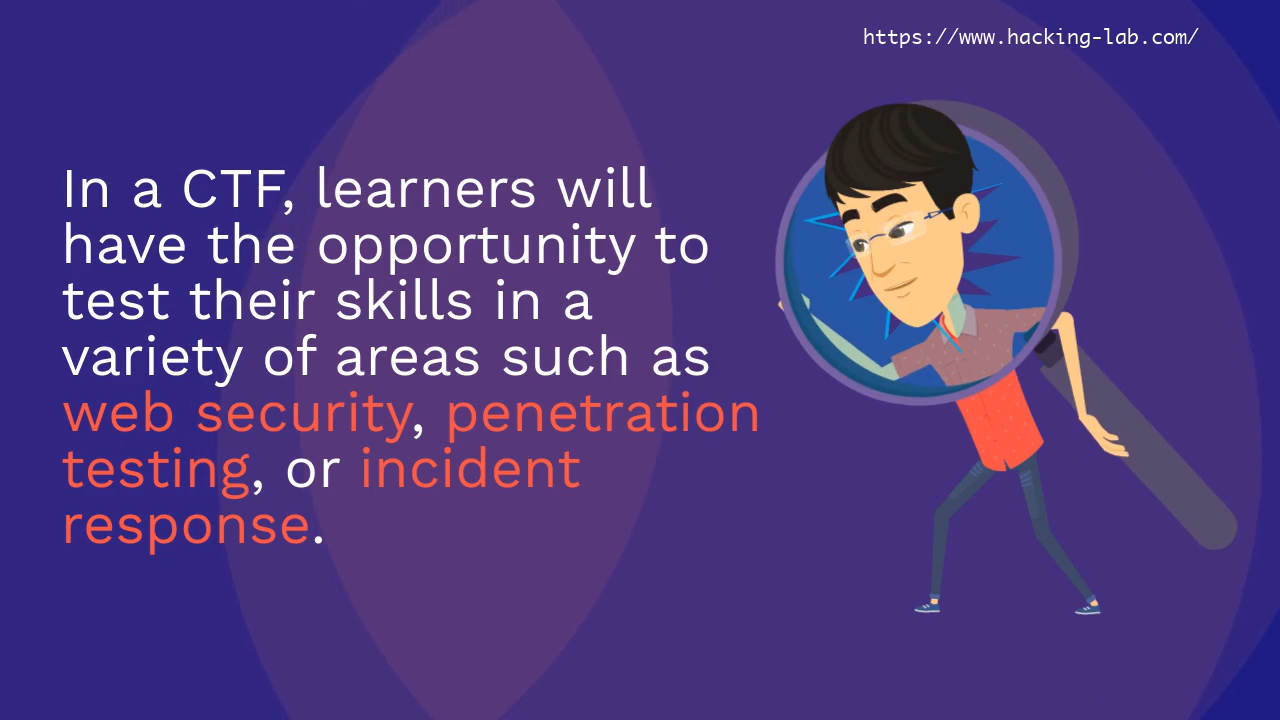 https://www.hacking-lab.com/
In a CTF, learners will
have the opportunity to
test their skills in a
variety of areas such as
web security, penetration
testing, or incident
response.